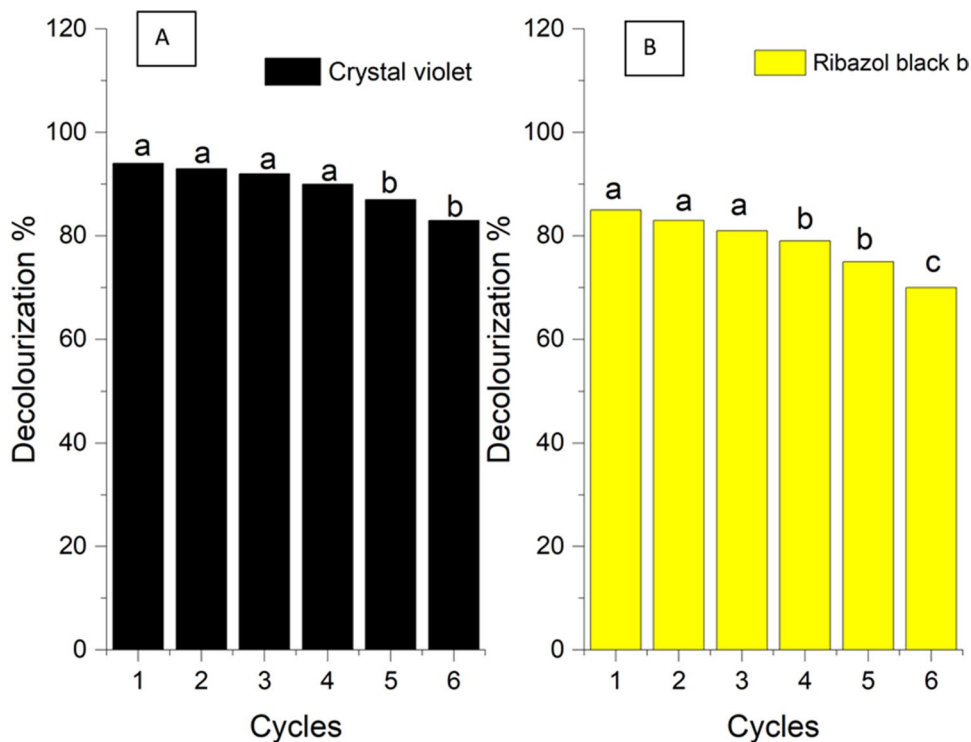 A
Crystal violet
120
100
80
60
40
20
0
Decolourization %
a
a
a
a
b
b
1 2 3 4 5 6
Cycles
B
Ribazol black b
120
100
80
60
40
20
0
Decolourization %
a
a
a
b
b
c
1 2 3 4 5 6
Cycles